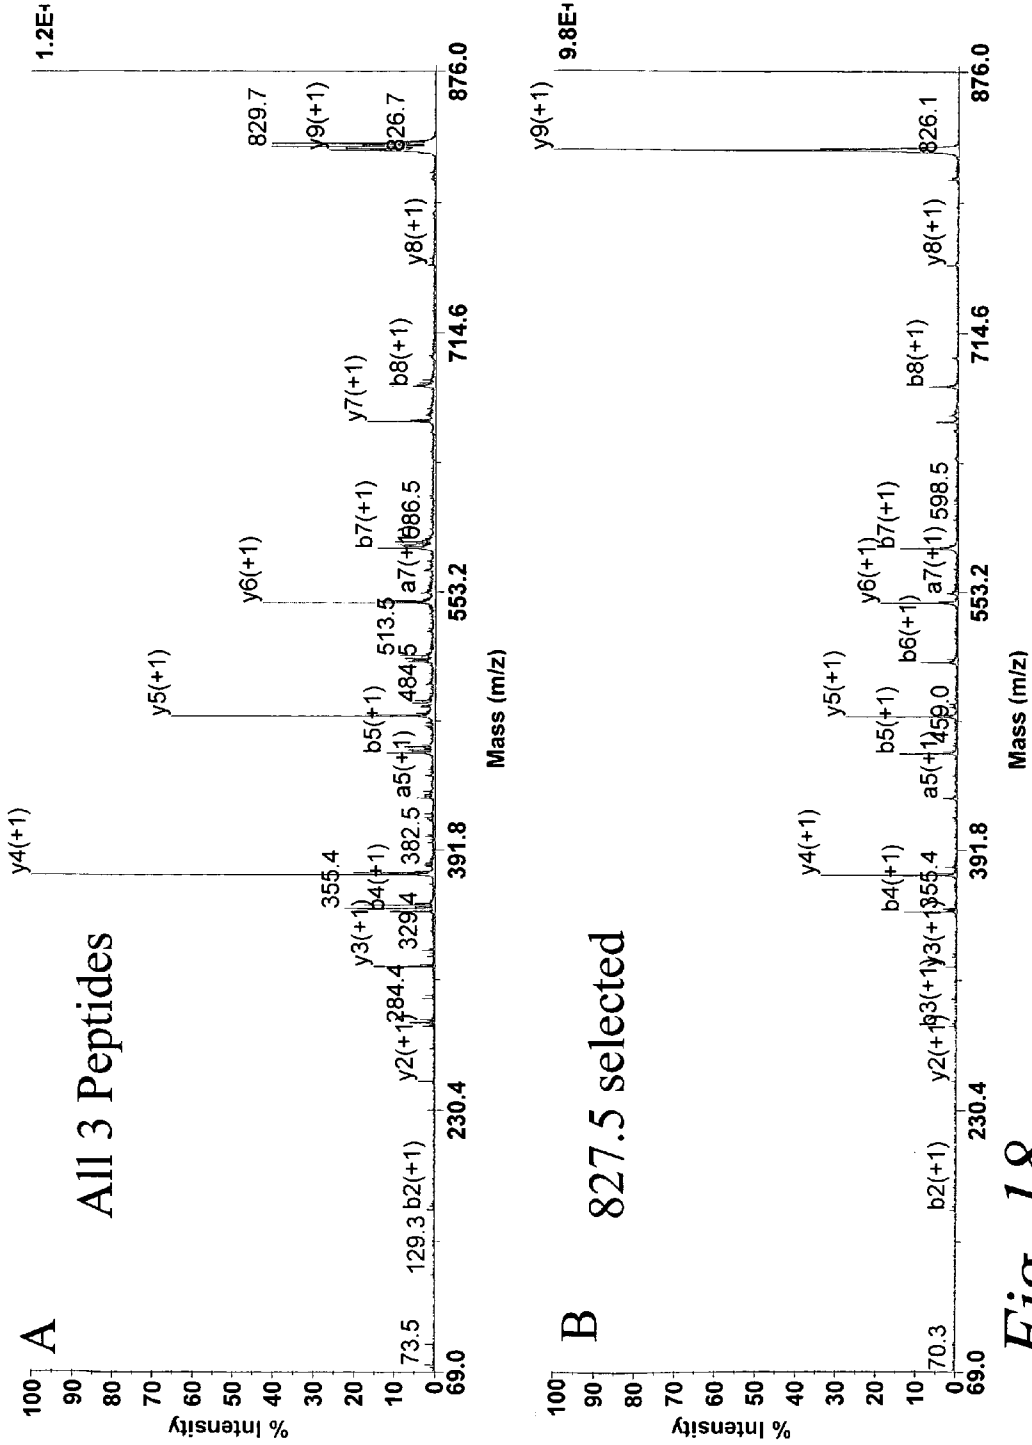 A
All 3 Peptides
1.2E+
% Intensity
100
90
80
70
60
50
40
30
20
10
0
73.5
129.3
b2(+1)
y2(+1)
284.4
y3(+1)
329.4
355.4
b4(+1)
y4(+1)
382.5
a5(+1)
b5(+1)
y5(+1)
484.5
513.5
y6(+1)
a7(+1)
b7(+1)
586.5
y7(+1)
b8(+1)
y8(+1)
826.7
y9(+1)
829.7
69.0
230.4
391.8
553.2
714.6
876.0
Mass (m/z)
B
827.5 selected
9.8E+
% Intensity
100
90
80
70
60
50
40
30
20
10
0
70.3
b2(+1)
y2(+1)
b3(+1)
y3(+1)
355.4
b4(+1)
y4(+1)
a5(+1)
b5(+1)
459.0
y5(+1)
b6(+1)
y6(+1)
a7(+1)
b7(+1)
598.5
b8(+1)
y8(+1)
826.1
y9(+1)
69.0
230.4
391.8
553.2
714.6
876.0
Mass (m/z)
Fig. 18